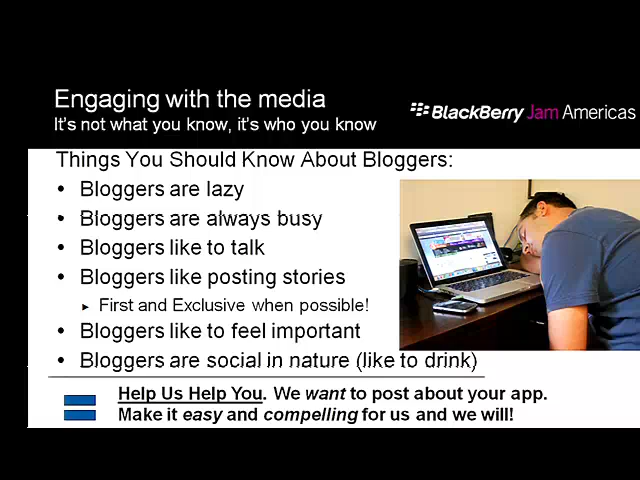 Engaging with the media
It's not what you know, it's who you know
BlackBerry Jam Americas
Things You Should Know About Bloggers:
• Bloggers are lazy
• Bloggers are always busy
• Bloggers like to talk
• Bloggers like posting stories
► First and Exclusive when possible!
• Bloggers like to feel important
• Bloggers are social in nature (like to drink)
Help Us Help You. We want to post about your app.
Make it easy and compelling for us and we will!